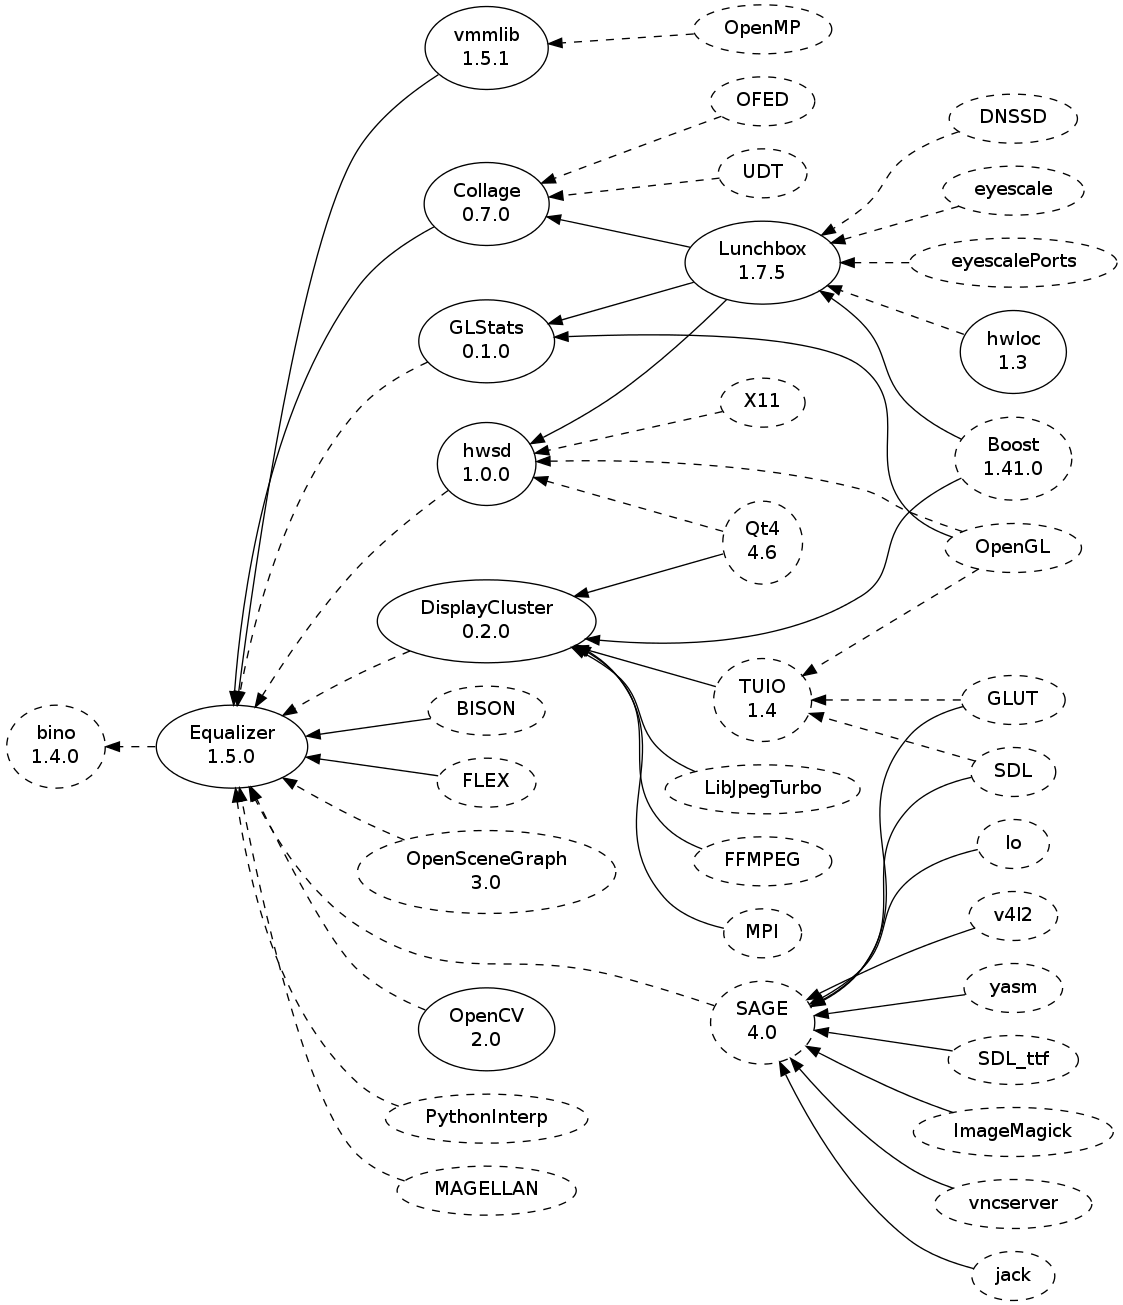 vmmlib
1.5.1
OpenMP
OFED
DNSSD
UDT
eyescale
Collage
0.7.0
Lunchbox
1.7.5
eyescalePorts
GLStats
0.1.0
hwloc
1.3
X11
hwsd
1.0.0
Boost
1.41.0
Qt4
4.6
OpenGL
DisplayCluster
0.2.0
TUIO
1.4
GLUT
BISON
bino
1.4.0
Equalizer
1.5.0
FLEX
LibJpegTurbo
SDL
OpenSceneGraph
3.0
FFMPEG
lo
MPI
v4l2
OpenCV
2.0
SAGE
4.0
yasm
SDL_ttf
PythonInterp
ImageMagick
MAGELLAN
vncserver
jack